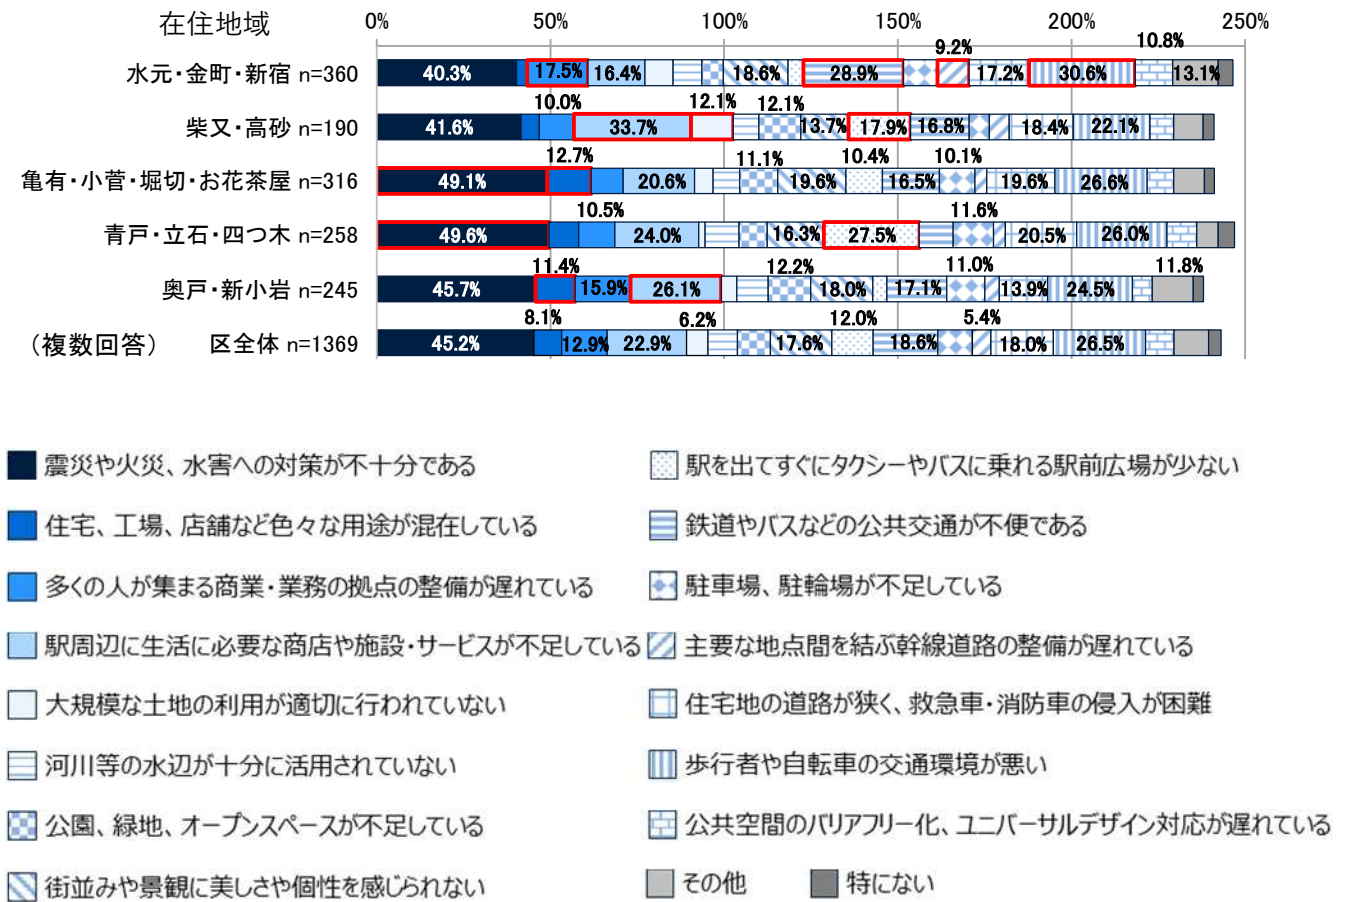 在住地域
0% 50% 100% 150% 200% 250%
9.2% 10.8%
水元・金町・新宿 n=360 40.3% 17.5% 16.4% 18.6% 28.9% 17.2% 30.6% 13.1%
10.0% 12.1% 12.1%
柴又・高砂 n=190 41.6% 33.7% 13.7% 17.9% 16.8% 18.4% 22.1%
12.7% 11.1% 10.4% 10.1%
亀有・小菅・堀切・お花茶屋 n=316 49.1% 20.6% 19.6% 16.5% 19.6% 26.6%
10.5% 11.6%
青戸・立石・四つ木 n=258 49.6% 24.0% 16.3% 27.5% 20.5% 26.0%
11.4% 12.2% 11.0% 11.8%
奥戸・新小岩 n=245 45.7% 15.9% 26.1% 18.0% 17.1% 13.9% 24.5%
8.1% 6.2% 12.0% 5.4%
（複数回答） 区全体 n=1369 45.2% 12.9% 22.9% 17.6% 18.6% 18.0% 26.5%
震災や火災、水害への対策が不十分である
住宅、工場、店舗など色々な用途が混在している
多くの人が集まる商業・業務の拠点の整備が遅れている
駅周辺に生活に必要な商店や施設・サービスが不足している
大規模な土地の利用が適切に行われていない
河川等の水辺が十分に活用されていない
公園、緑地、オープンスペースが不足している
街並みや景観に美しさや個性を感じられない
駅を出てすぐにタクシーやバスに乗れる駅前広場が少ない
鉄道やバスなどの公共交通が不便である
駐車場、駐輪場が不足している
主要な地点間を結ぶ幹線道路の整備が遅れている
住宅地の道路が狭く、救急車・消防車の侵入が困難
歩行者や自転車の交通環境が悪い
公共空間のバリアフリー化、ユニバーサルデザイン対応が遅れている
その他 特にない